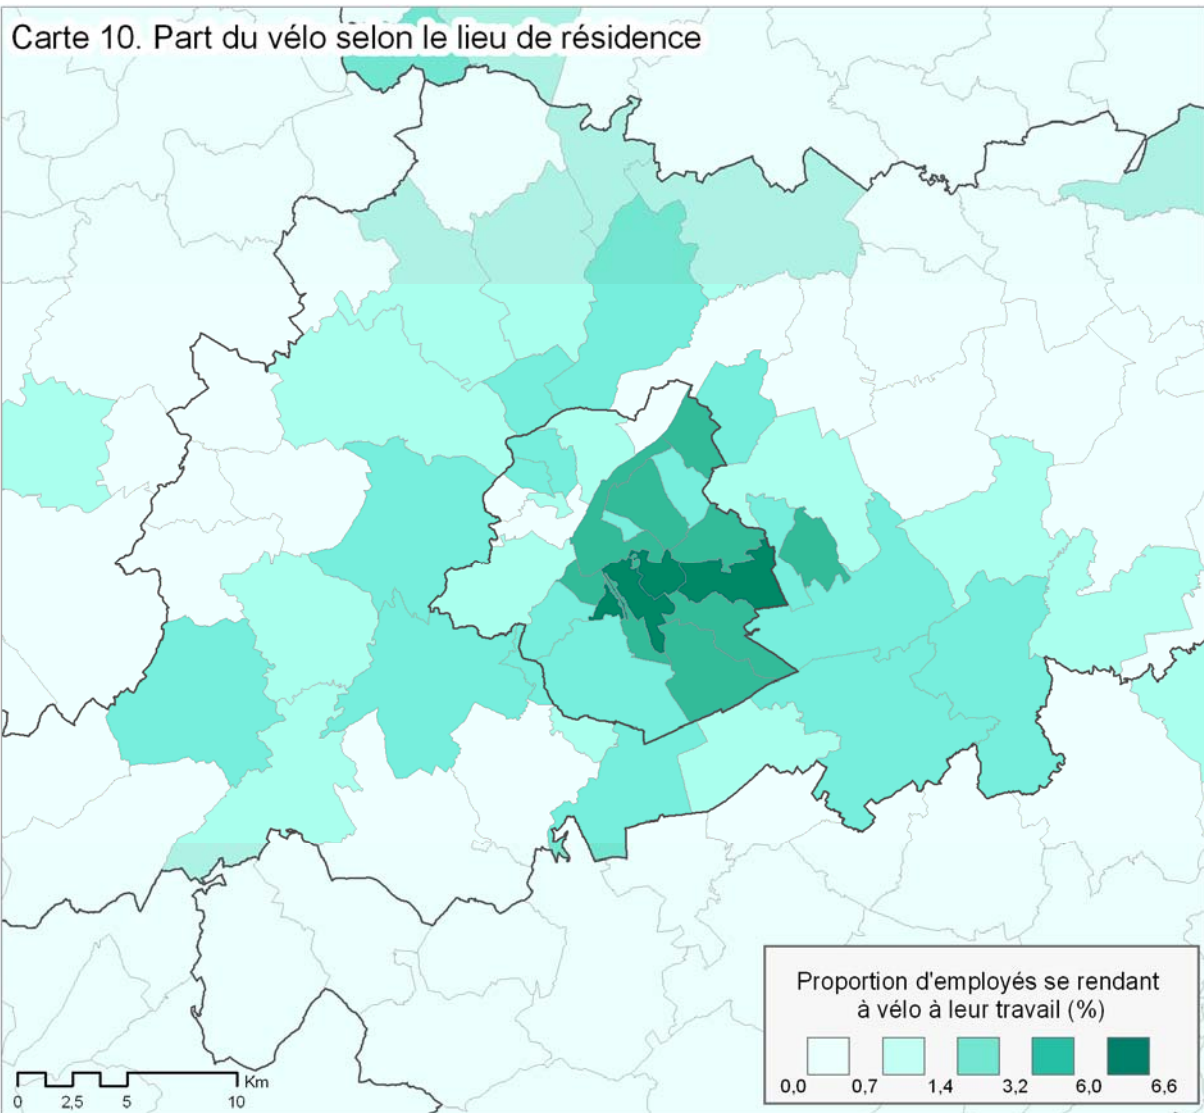 Carte 10. Part du vélo selon le lieu de résidence
Proportion d'employés se rendant
à vélo à leur travail (%)
0,0 0,7 1,4 3,2 6,0 6,6
Km
0 2,5 5 10